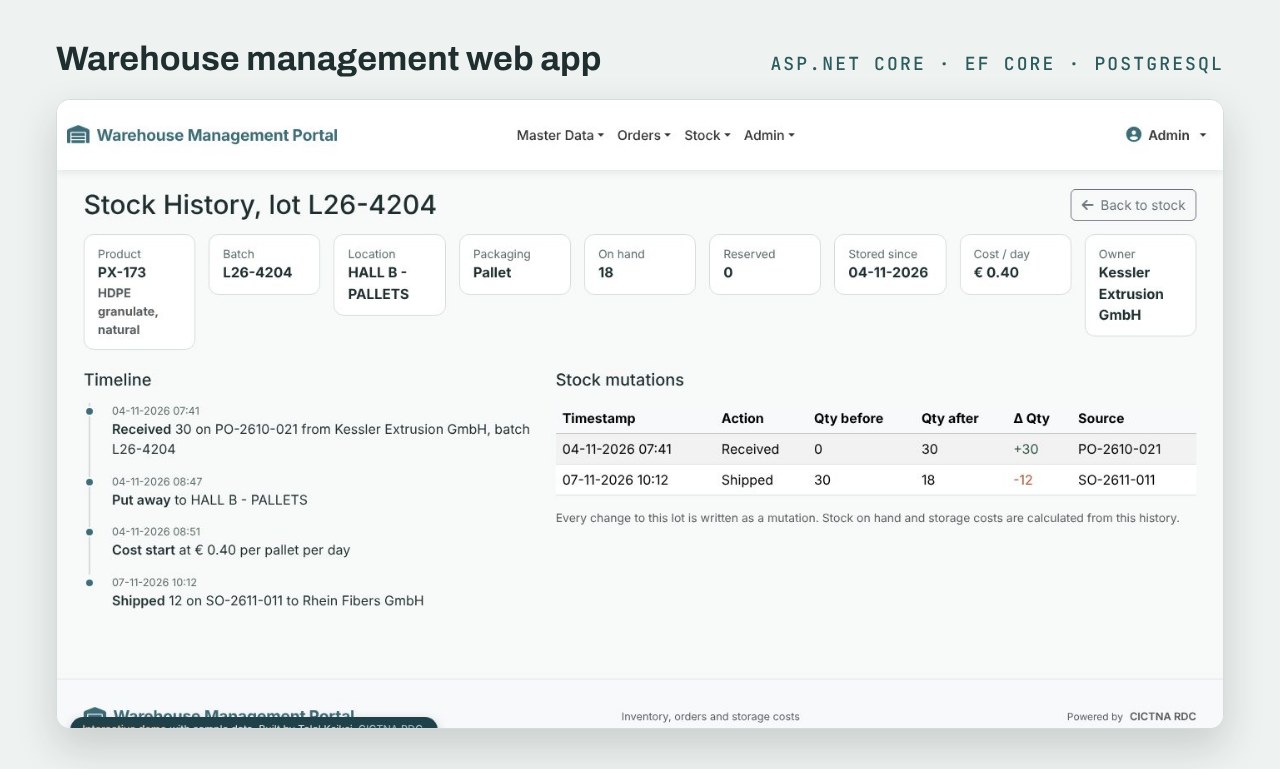 Warehouse management web app
ASP.NET CORE · EF CORE · POSTGRESQL
Warehouse Management Portal
Master Data Orders Stock Admin
Admin
Stock History, lot L26-4204
Back to stock
Product
PX-173
HDPE
granulate,
natural
Batch
L26-4204
Location
HALL B -
PALLETS
Packaging
Pallet
On hand
18
Reserved
0
Stored since
04-11-2026
Cost / day
€ 0.40
Owner
Kessler
Extrusion
GmbH
Timeline
04-11-2026 07:41
Received 30 on PO-2610-021 from Kessler Extrusion GmbH, batch
L26-4204
04-11-2026 08:47
Put away to HALL B - PALLETS
04-11-2026 08:51
Cost start at € 0.40 per pallet per day
07-11-2026 10:12
Shipped 12 on SO-2611-011 to Rhein Fibers GmbH
Stock mutations
Timestamp Action Qty before Qty after Δ Qty Source
04-11-2026 07:41 Received 0 30 +30 PO-2610-021
07-11-2026 10:12 Shipped 30 18 -12 SO-2611-011
Every change to this lot is written as a mutation. Stock on hand and storage costs are calculated from this history.
Warehouse Management Portal
Inventory, orders and storage costs
Powered by CICTNA RDC